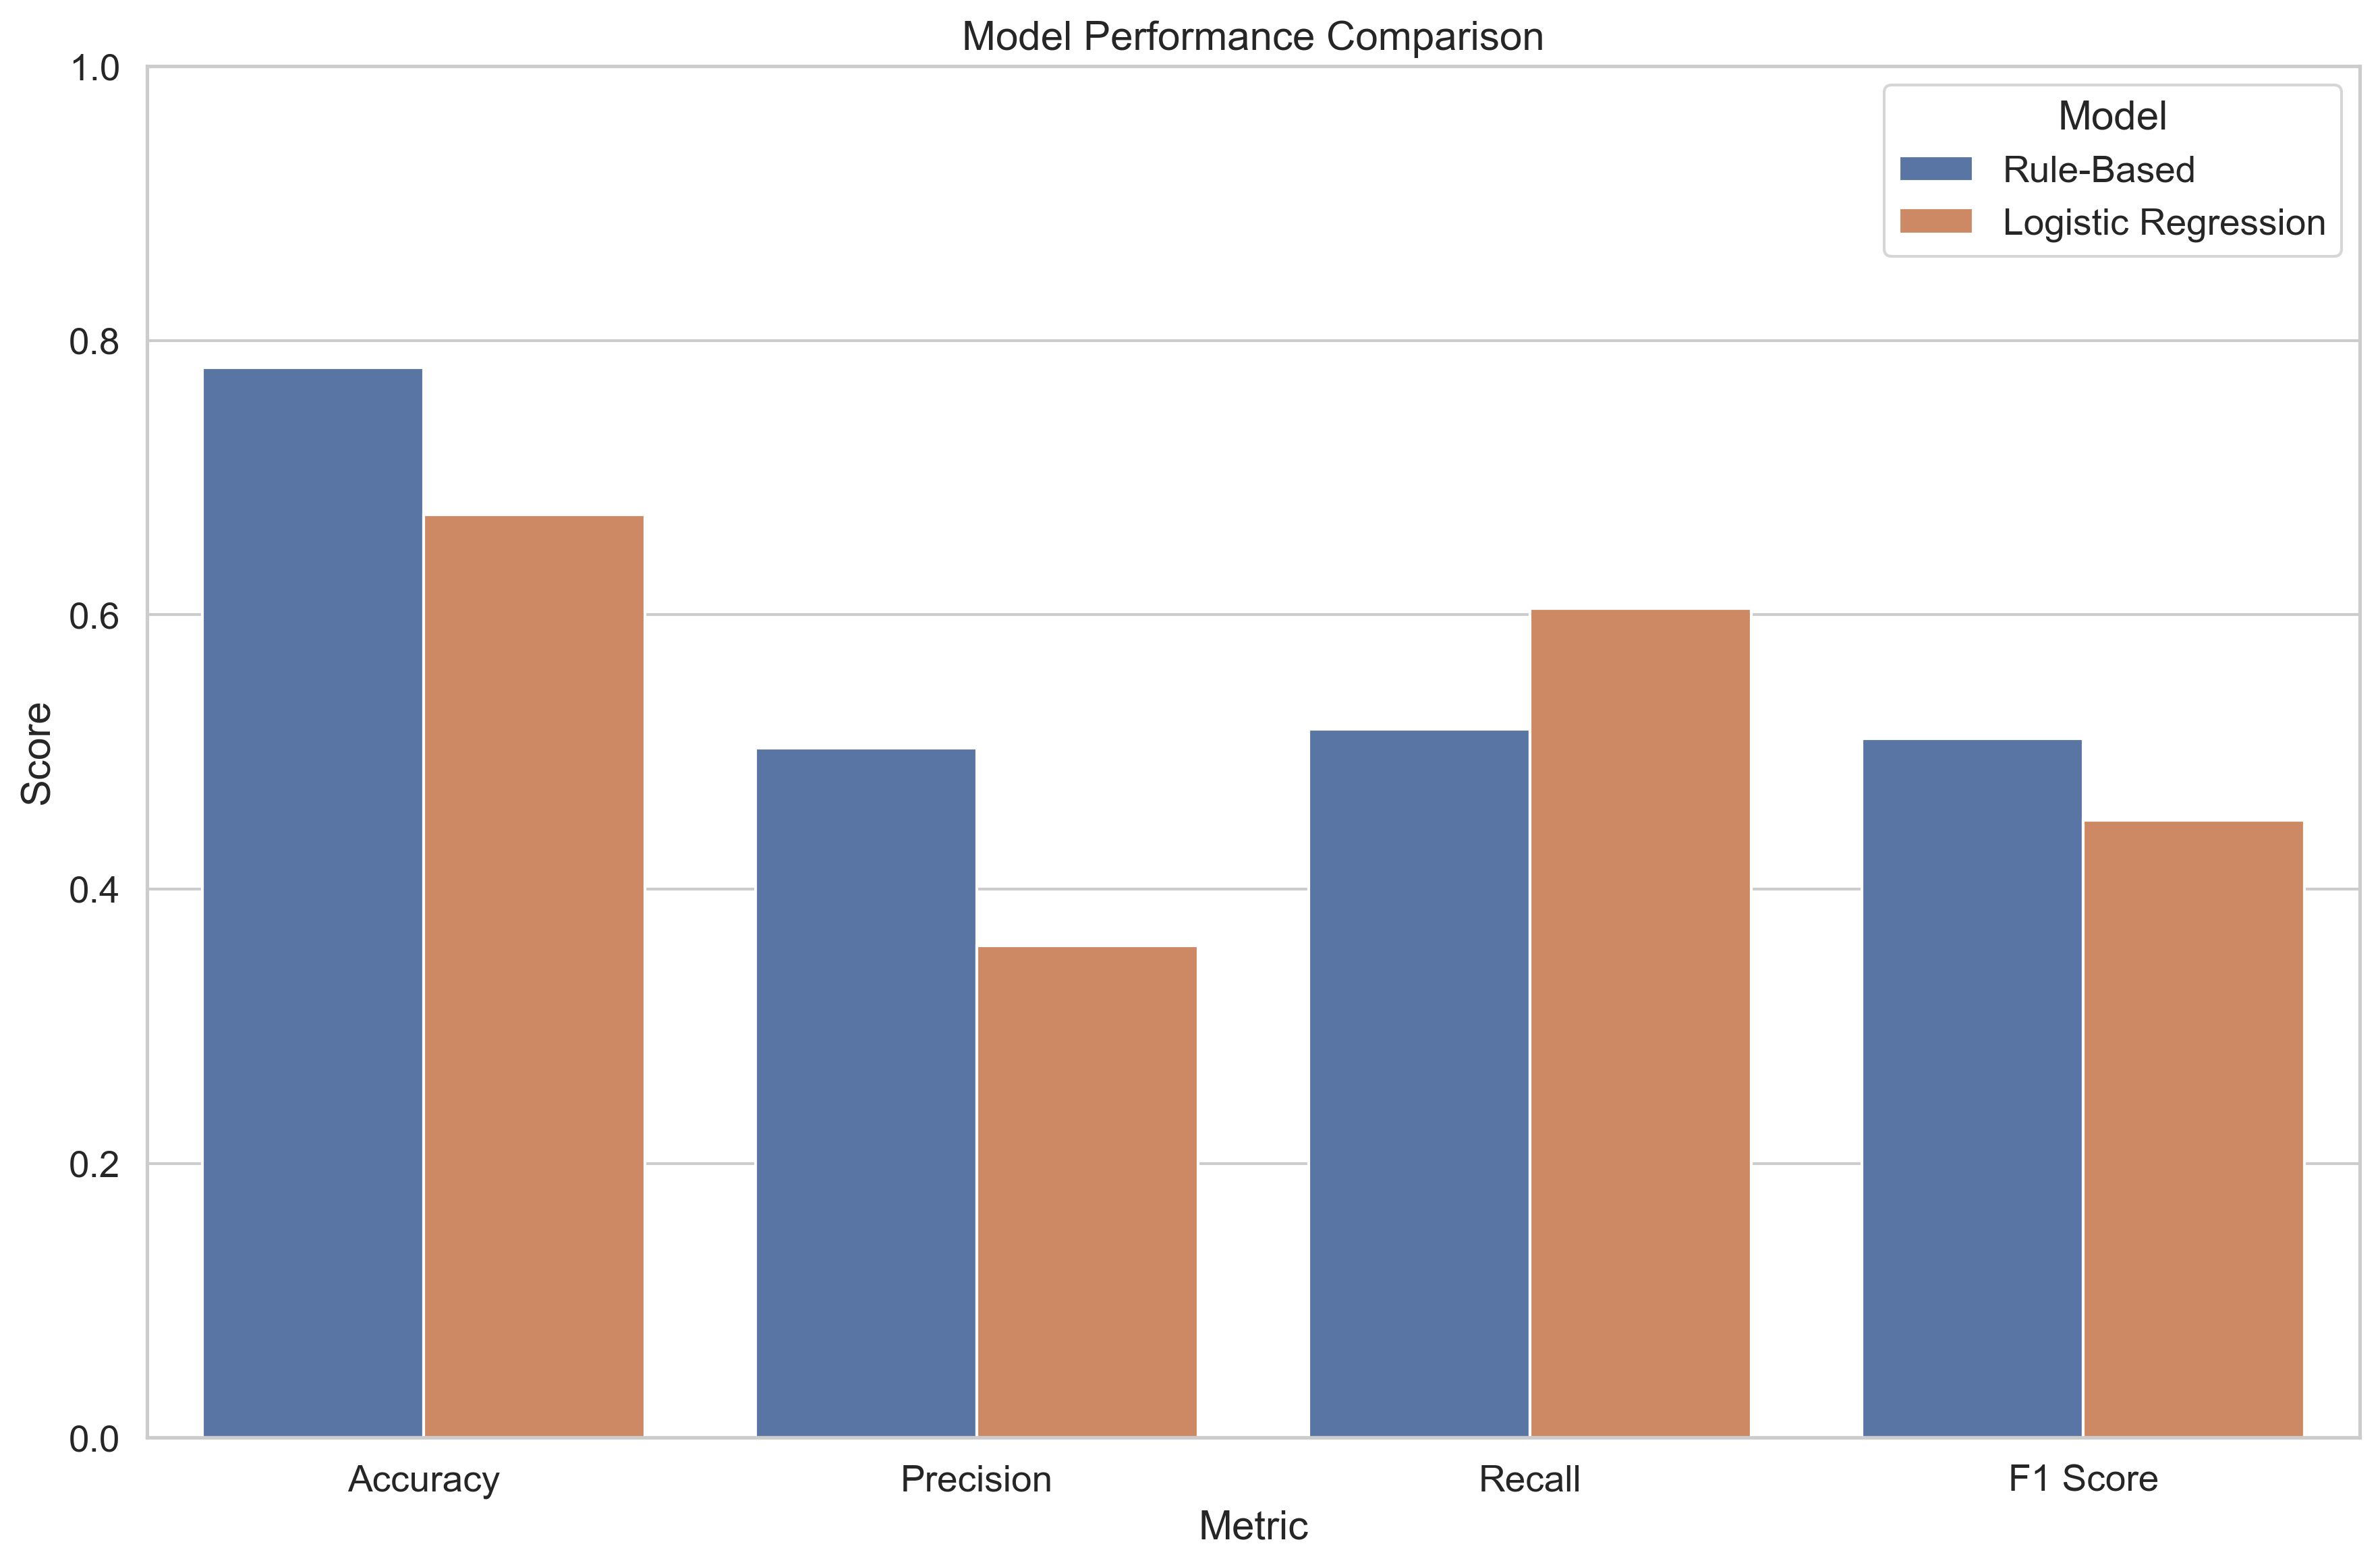 Model Performance Comparison
1.0
0.8
0.6
0.4
0.2
0.0
Score
Model
Rule-Based
Logistic Regression
Accuracy
Precision
Recall
F1 Score
Metric